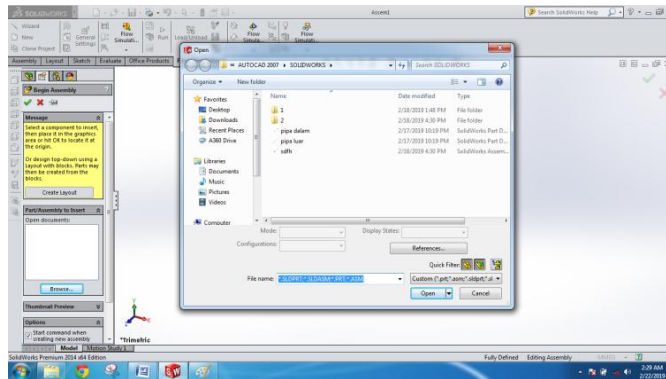 SOLIDWORKS
Assem1
Search SolidWorks Help
Wizard
New
Clone Project
General Settings
Flow Simulati...
Run
Load/Unload
Flow Simula...
Flow Simula...
Assembly Layout Sketch Evaluate Office Products
Begin Assembly
Message
Select a component to insert, then place it in the graphics area or hit OK to locate it at the origin.
Or design top-down using a Layout with blocks. Parts may then be created from the blocks.
Create Layout
Part/Assembly to Insert
Open documents:
Browse...
Thumbnail Preview
Options
Start command when creating new assembly
Model Motion Study 1
*Trimetric
SolidWorks Premium 2014 x64 Edition
Fully Defined Editing Assembly MMGS
2:29 AM
2/22/2019
Open
AUTOCAD 2007 SOLIDWORKS
Search SOLIDWORKS
Organize New folder
Favorites
Desktop
Downloads
Recent Places
A360 Drive
Libraries
Documents
Music
Pictures
Videos
Computer
Name Date modified Type
1 2/18/2019 1:48 PM File folder
2 2/18/2019 4:30 PM File folder
pipa dalam 2/17/2019 10:19 PM SolidWorks Part D...
pipa luar 2/17/2019 10:19 PM SolidWorks Part D...
sdfh 2/18/2019 4:30 PM SolidWorks Assem...
Mode: Display States:
Configurations: References...
Quick Filter:
File name: *.SLDPRT;*.SLDASM;*.PRT;*.ASM Custom (*.prt;*.asm;*.sldprt;*.sl
Open Cancel